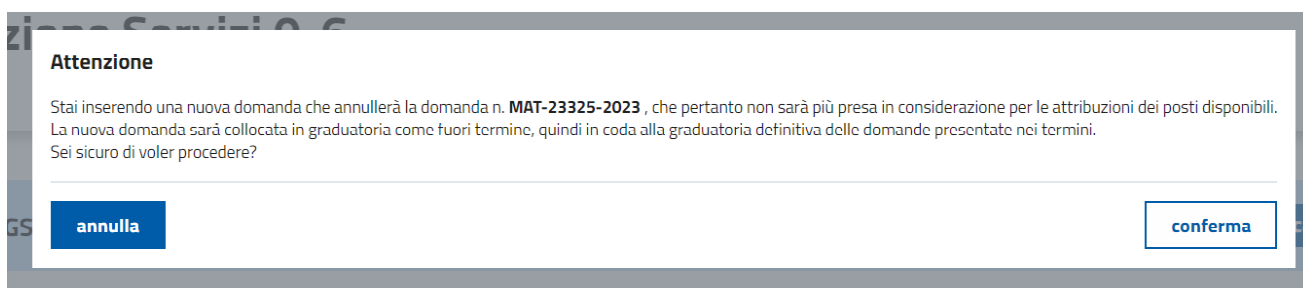 Attenzione
Stai inserendo una nuova domanda che annullerà la domanda n. MAT-23325-2023 , che pertanto non sarà più presa in considerazione per le attribuzioni dei posti disponibili.
La nuova domanda sarà collocata in graduatoria come fuori termine, quindi in coda alla graduatoria definitiva delle domande presentate nei termini.
Sei sicuro di voler procedere?
GS
annulla
conferma